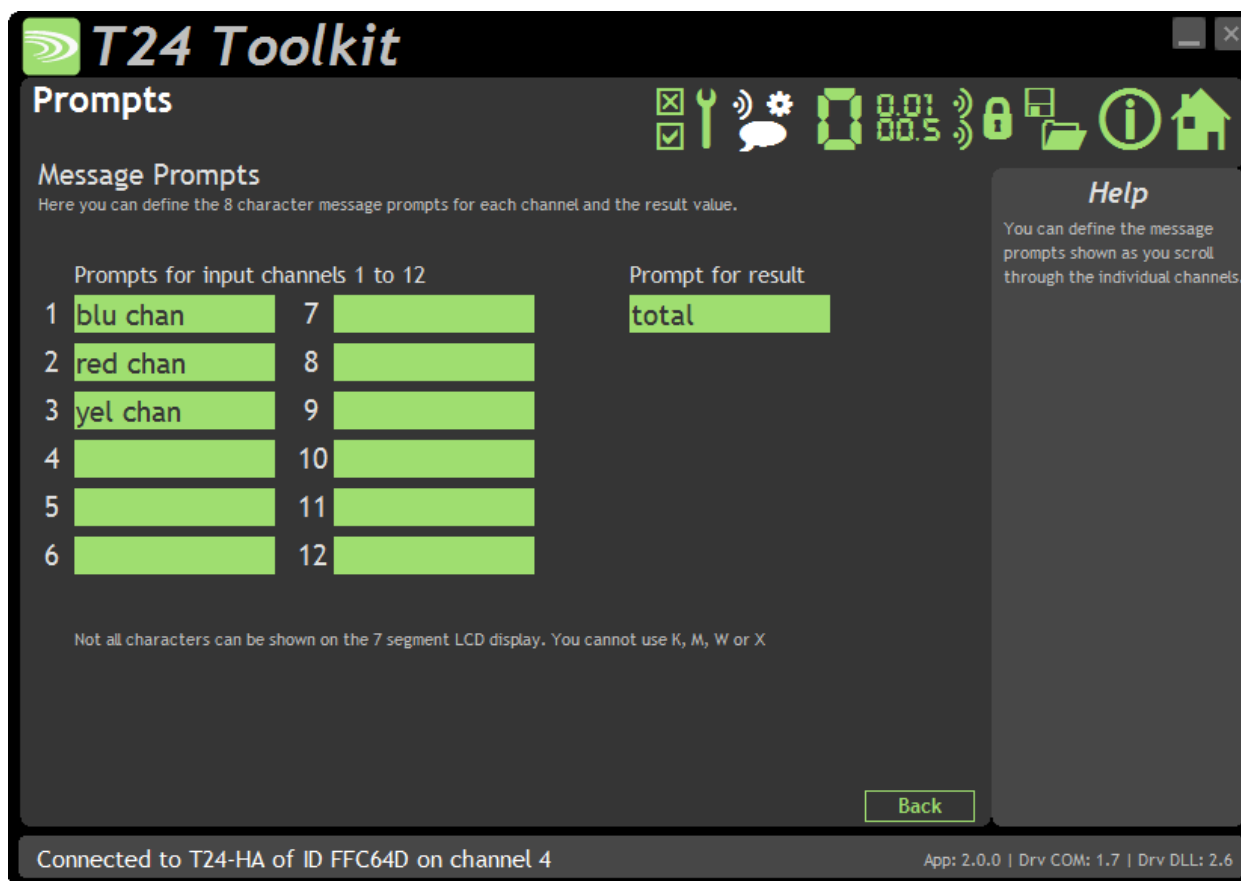 T24 Toolkit
Prompts
0.01
00.5
Message Prompts
Here you can define the 8 character message prompts for each channel and the result value.
Prompts for input channels 1 to 12
Prompt for result
1 blu chan 7
total
2 red chan 8
3 yel chan 9
4 10
5 11
6 12
Not all characters can be shown on the 7 segment LCD display. You cannot use K, M, W or X
Back
Help
You can define the message
prompts shown as you scroll
through the individual channels.
Connected to T24-HA of ID FFC64D on channel 4
App: 2.0.0 | Drv COM: 1.7 | Drv DLL: 2.6